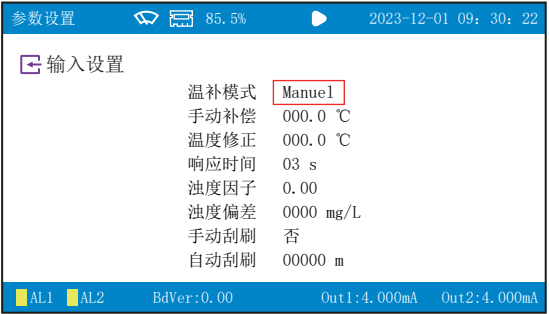 参数设置 85.5% 2023-12-01 09: 30: 22
输入设置
温补模式 Manuel
手动补偿 000.0 ℃
温度修正 000.0 ℃
响应时间 03 s
浊度因子 0.00
浊度偏差 0000 mg/L
手动刮刷 否
自动刮刷 00000 m
AL1 AL2 BdVer:0.00 Out1:4.000mA Out2:4.000mA